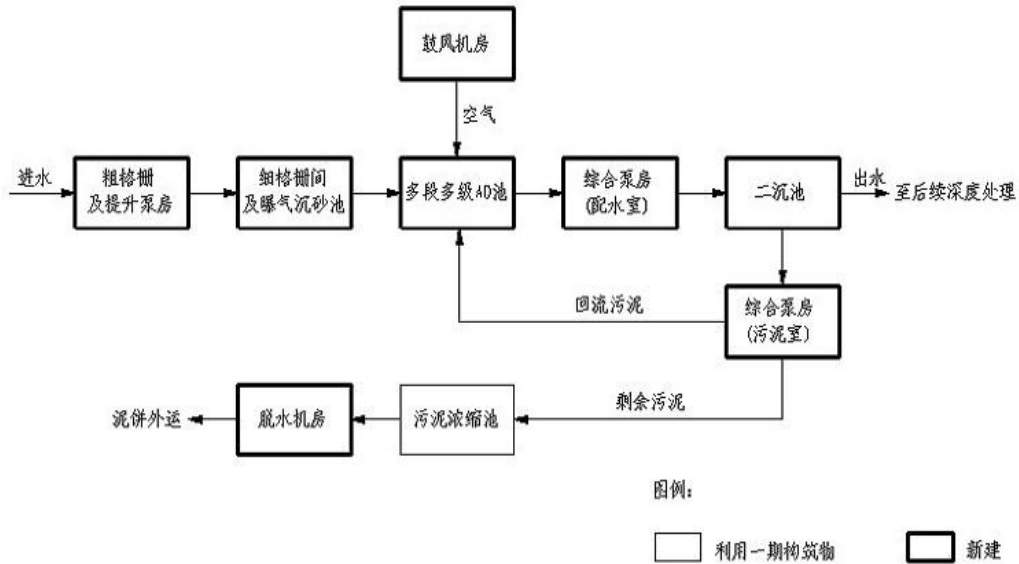 鼓风机房
空气
进水
粗格栅
及提升泵房
细格栅间
及曝气沉砂池
多段多级AO池
综合泵房
(配水室)
二沉池
出水
至后续深度处理
回流污泥
综合泵房
(污泥室)
剩余污泥
泥饼外运
脱水机房
污泥浓缩池
图例:
利用一期构筑物
新建